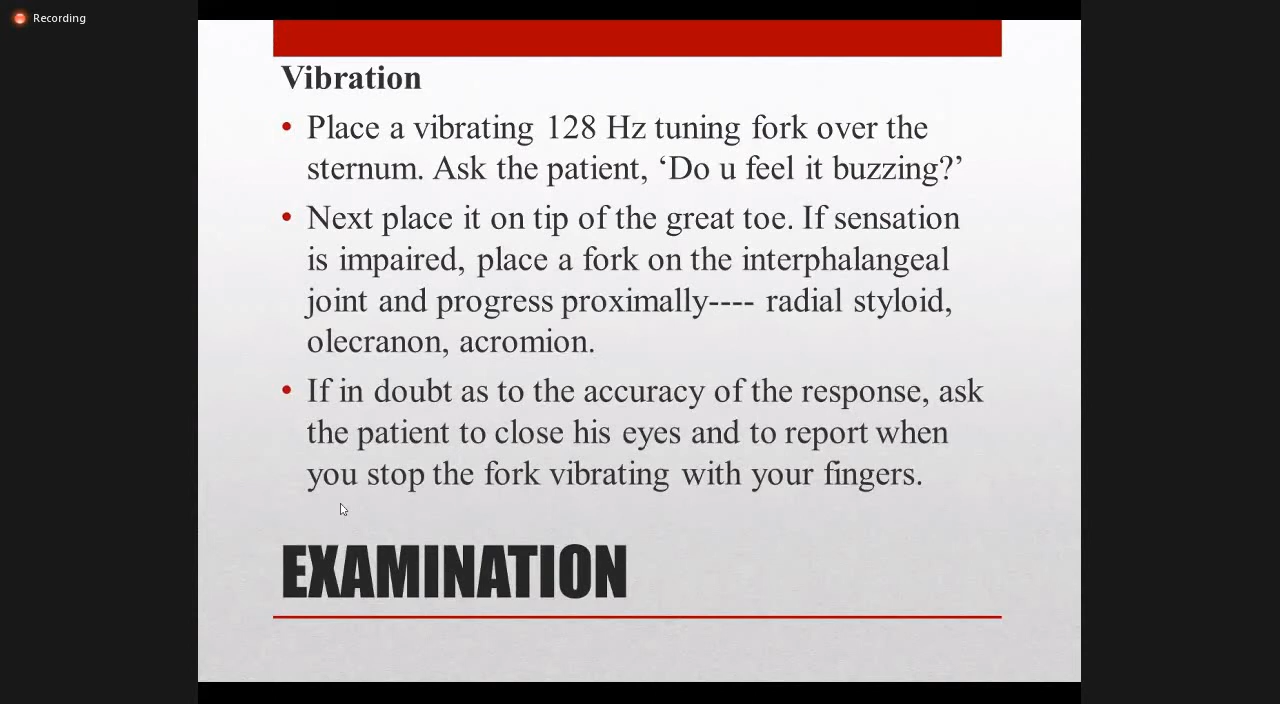 Recording
Vibration
• Place a vibrating 128 Hz tuning fork over the
sternum. Ask the patient, ‘Do u feel it buzzing?’
• Next place it on tip of the great toe. If sensation
is impaired, place a fork on the interphalangeal
joint and progress proximally---- radial styloid,
olecranon, acromion.
• If in doubt as to the accuracy of the response, ask
the patient to close his eyes and to report when
you stop the fork vibrating with your fingers.
EXAMINATION